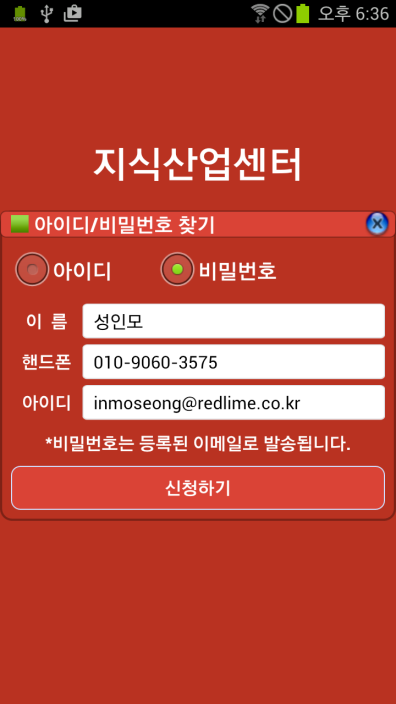 오후 6:36
지식산업센터
아이디/비밀번호 찾기
아이디 비밀번호
이 름 성인모
핸드폰 010-9060-3575
아이디 inmoseong@redlime.co.kr
*비밀번호는 등록된 이메일로 발송됩니다.
신청하기